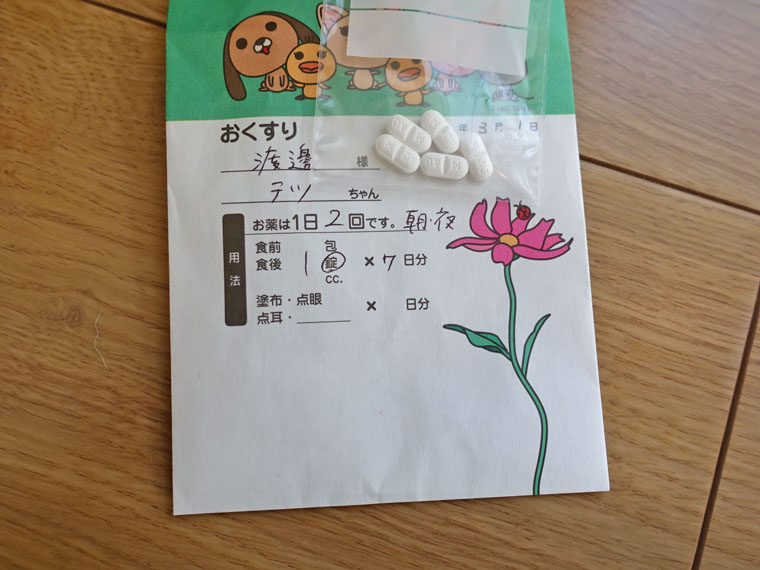 おくすり 年 3月 1日
渡邊 様
テツ ちゃん
お薬は1日 2 回です。朝・夜
用法
食前 包
食後 1 錠 × 7 日分
cc.
塗布・点眼 × 日分
点耳・